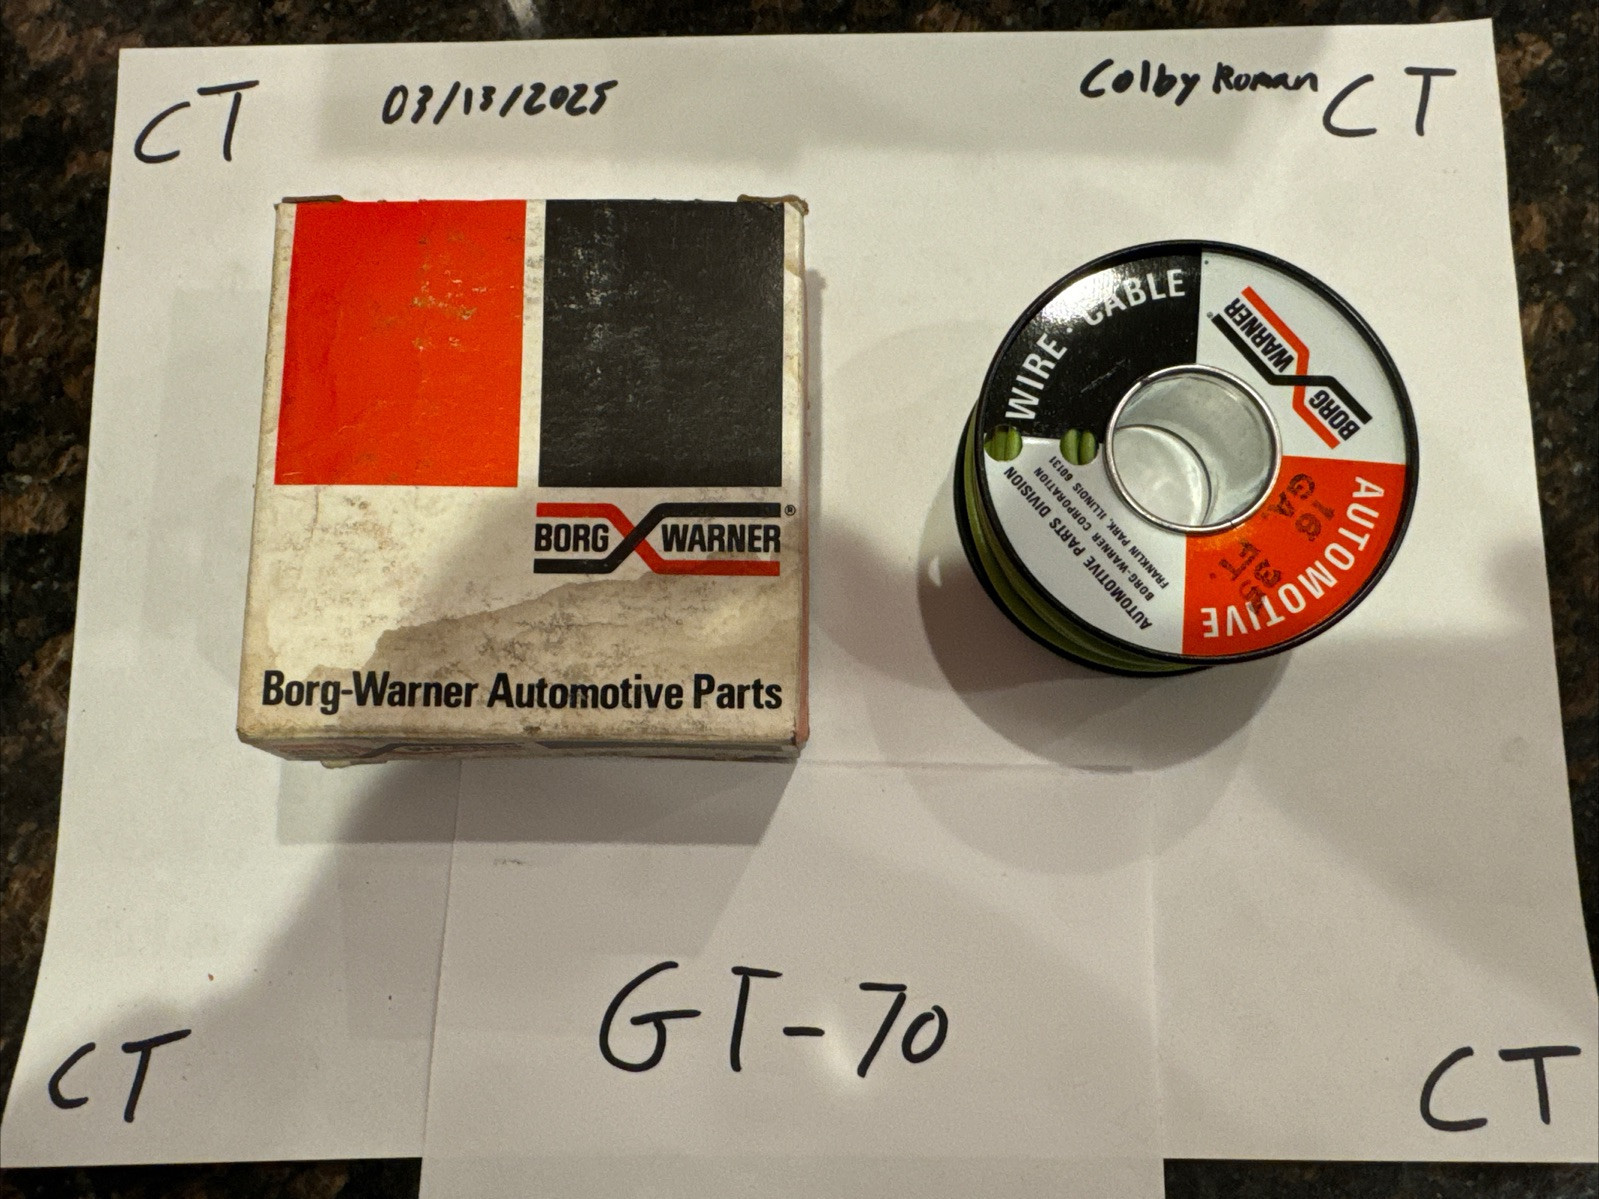 CT
03/13/2025
Colby Roman
CT
BORG WARNER®
Borg-Warner Automotive Parts
WIRE · CABLE
BORG WARNER®
AUTOMOTIVE
16
GA.
AUTOMOTIVE PARTS DIVISION
BORG-WARNER CORPORATION
FRANKLIN PARK, ILLINOIS 60131
GT-70
CT
CT